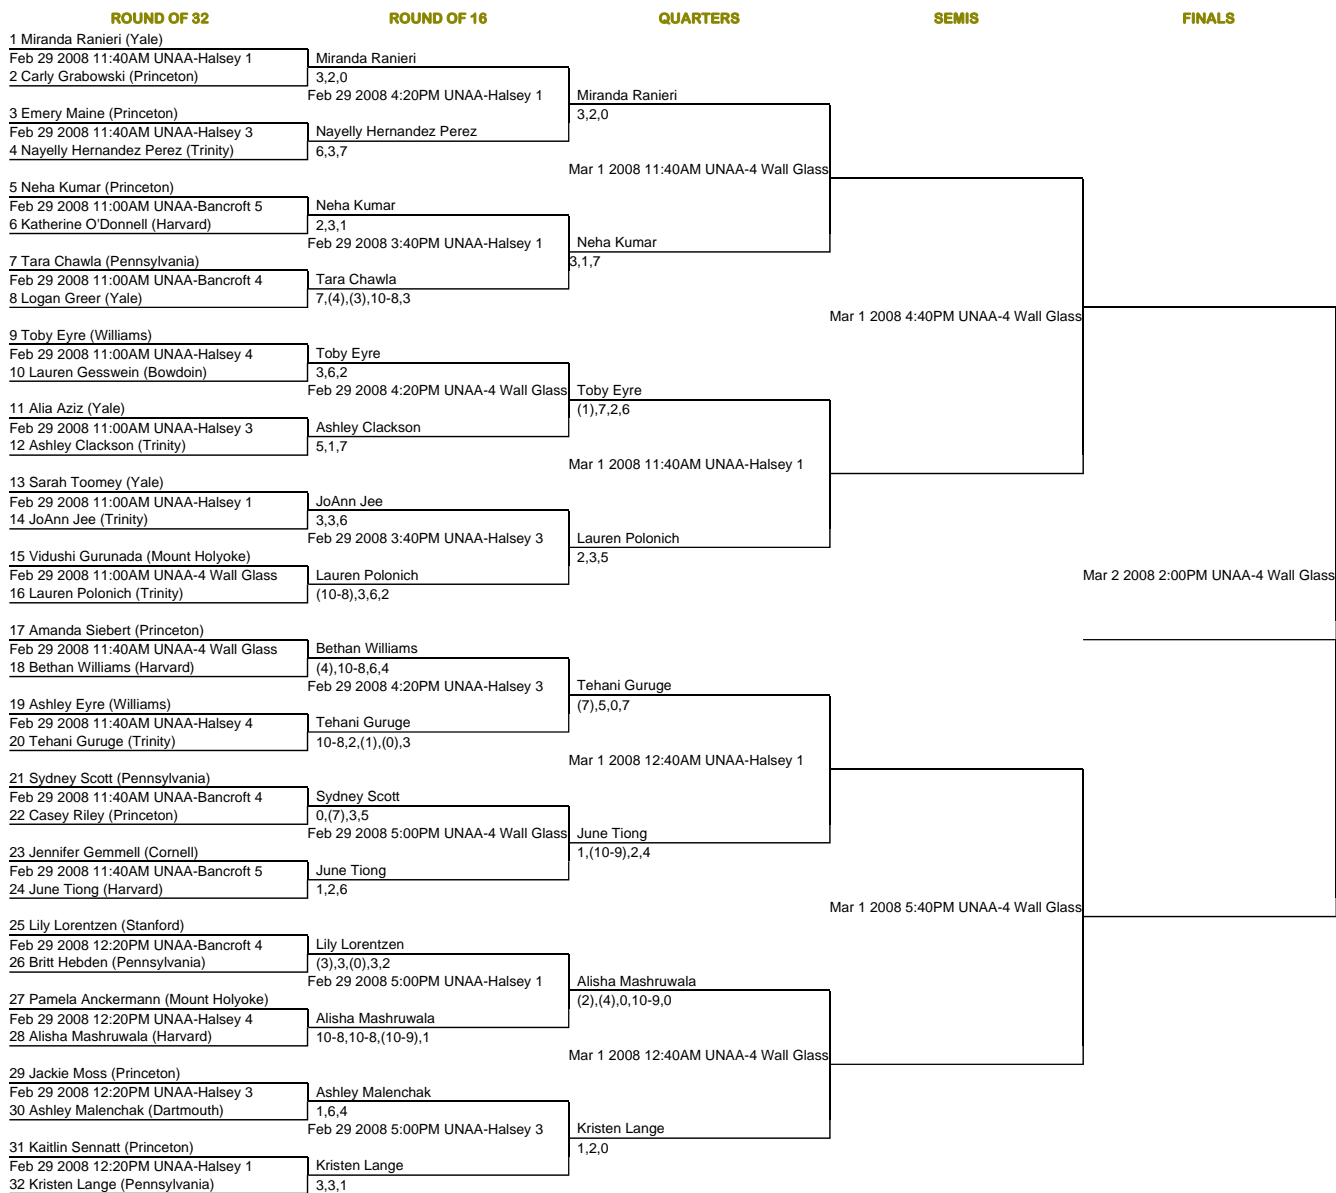 ROUND OF 32
ROUND OF 16
QUARTERS
SEMIS
FINALS
1 Miranda Ranieri (Yale)
Feb 29 2008 11:40AM UNAA-Halsey 1
2 Carly Grabowski (Princeton)
3 Emery Maine (Princeton)
Feb 29 2008 11:40AM UNAA-Halsey 3
4 Nayelly Hernandez Perez (Trinity)
5 Neha Kumar (Princeton)
Feb 29 2008 11:00AM UNAA-Bancroft 5
6 Katherine O'Donnell (Harvard)
7 Tara Chawla (Pennsylvania)
Feb 29 2008 11:00AM UNAA-Bancroft 4
8 Logan Greer (Yale)
9 Toby Eyre (Williams)
Feb 29 2008 11:00AM UNAA-Halsey 4
10 Lauren Gesswein (Bowdoin)
11 Alia Aziz (Yale)
Feb 29 2008 11:00AM UNAA-Halsey 3
12 Ashley Clackson (Trinity)
13 Sarah Toomey (Yale)
Feb 29 2008 11:00AM UNAA-Halsey 1
14 JoAnn Jee (Trinity)
15 Vidushi Gurunada (Mount Holyoke)
Feb 29 2008 11:00AM UNAA-4 Wall Glass
16 Lauren Polonich (Trinity)
17 Amanda Siebert (Princeton)
Feb 29 2008 11:40AM UNAA-4 Wall Glass
18 Bethan Williams (Harvard)
19 Ashley Eyre (Williams)
Feb 29 2008 11:40AM UNAA-Halsey 4
20 Tehani Guruge (Trinity)
21 Sydney Scott (Pennsylvania)
Feb 29 2008 11:40AM UNAA-Bancroft 4
22 Casey Riley (Princeton)
23 Jennifer Gemmell (Cornell)
Feb 29 2008 11:40AM UNAA-Bancroft 5
24 June Tiong (Harvard)
25 Lily Lorentzen (Stanford)
Feb 29 2008 12:20PM UNAA-Bancroft 4
26 Britt Hebden (Pennsylvania)
27 Pamela Anckermann (Mount Holyoke)
Feb 29 2008 12:20PM UNAA-Halsey 4
28 Alisha Mashruwala (Harvard)
29 Jackie Moss (Princeton)
Feb 29 2008 12:20PM UNAA-Halsey 3
30 Ashley Malenchak (Dartmouth)
31 Kaitlin Sennatt (Princeton)
Feb 29 2008 12:20PM UNAA-Halsey 1
32 Kristen Lange (Pennsylvania)
Miranda Ranieri
3,2,0
Feb 29 2008 4:20PM UNAA-Halsey 1
Nayelly Hernandez Perez
6,3,7
Neha Kumar
2,3,1
Feb 29 2008 3:40PM UNAA-Halsey 1
Tara Chawla
7,(4),(3),10-8,3
Toby Eyre
3,6,2
Feb 29 2008 4:20PM UNAA-4 Wall Glass
Ashley Clackson
5,1,7
JoAnn Jee
3,3,6
Feb 29 2008 3:40PM UNAA-Halsey 3
Lauren Polonich
(10-8),3,6,2
Bethan Williams
(4),10-8,6,4
Feb 29 2008 4:20PM UNAA-Halsey 3
Tehani Guruge
10-8,2,(1),(0),3
Sydney Scott
0,(7),3,5
Feb 29 2008 5:00PM UNAA-4 Wall Glass
June Tiong
1,2,6
Lily Lorentzen
(3),3,(0),3,2
Feb 29 2008 5:00PM UNAA-Halsey 1
Alisha Mashruwala
10-8,10-8,(10-9),1
Ashley Malenchak
1,6,4
Feb 29 2008 5:00PM UNAA-Halsey 3
Kristen Lange
3,3,1
Miranda Ranieri
3,2,0
Mar 1 2008 11:40AM UNAA-4 Wall Glass
Neha Kumar
3,1,7
Toby Eyre
(1),7,2,6
Mar 1 2008 11:40AM UNAA-Halsey 1
Lauren Polonich
2,3,5
Tehani Guruge
(7),5,0,7
Mar 1 2008 12:40AM UNAA-Halsey 1
June Tiong
1,(10-9),2,4
Alisha Mashruwala
(2),(4),0,10-9,0
Mar 1 2008 12:40AM UNAA-4 Wall Glass
Kristen Lange
1,2,0
Mar 1 2008 4:40PM UNAA-4 Wall Glass
Mar 1 2008 5:40PM UNAA-4 Wall Glass
Mar 2 2008 2:00PM UNAA-4 Wall Glass